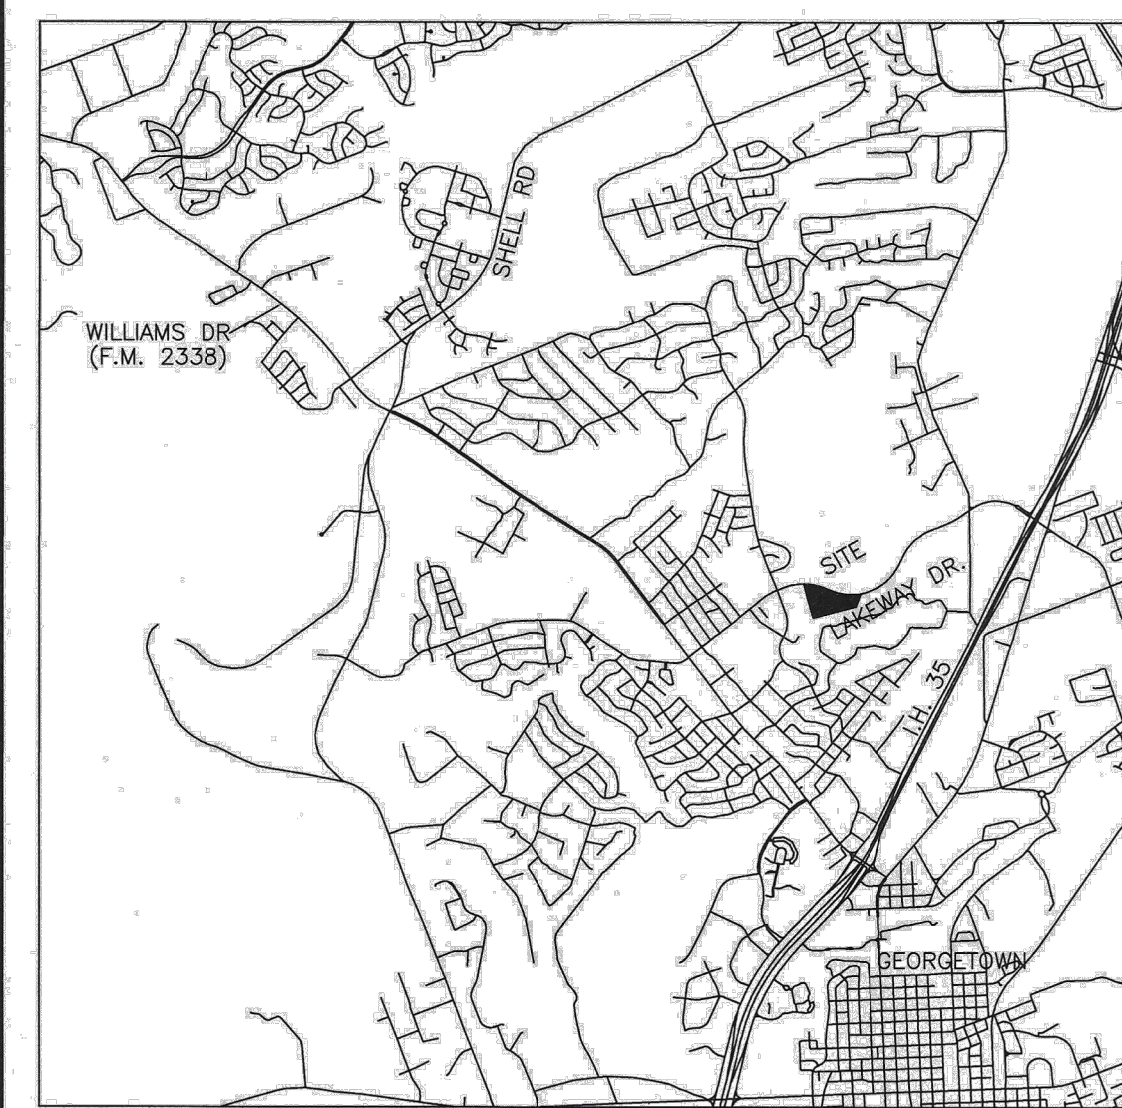 SHELL RD
WILLIAMS DR
(F.M. 2338)
SITE
LAKEWAY DR.
I.H. 35
GEORGETOWN